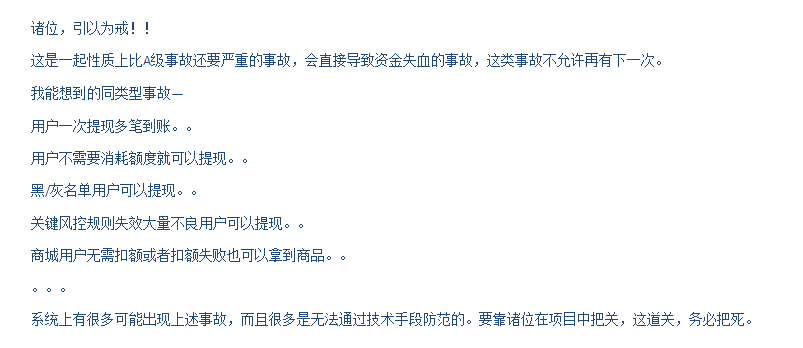 诸位，引以为戒！！
这是一起性质上比A级事故还要严重的事故，会直接导致资金失血的事故，这类事故不允许再有下一次。
我能想到的同类型事故—
用户一次提现多笔到账。。
用户不需要消耗额度就可以提现。。
黑/灰名单用户可以提现。。
关键风控规则失效大量不良用户可以提现。。
商城用户无需扣额或者扣额失败也可以拿到商品。。
。。。
系统上有很多可能出现上述事故，而且很多是无法通过技术手段防范的。要靠诸位在项目中把关，这道关，务必把死。